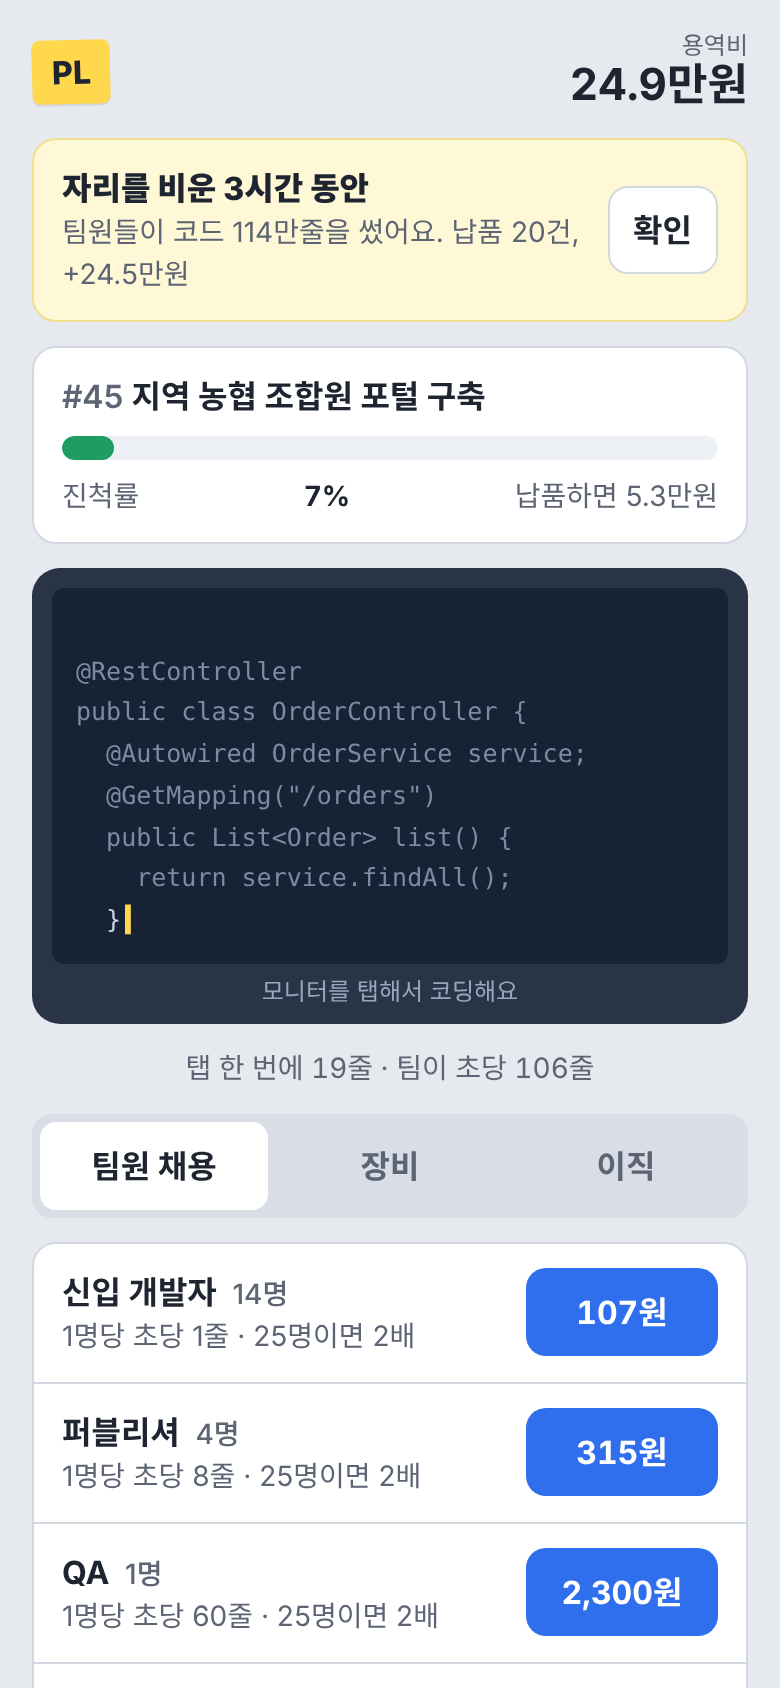 PL
용역비
24.9만원
자리를 비운 3시간 동안
팀원들이 코드 114만줄을 썼어요. 납품 20건,
+24.5만원
확인
#45 지역 농협 조합원 포털 구축
진척률 7% 납품하면 5.3만원
@RestController
public class OrderController {
  @Autowired OrderService service;
  @GetMapping("/orders")
  public List<Order> list() {
    return service.findAll();
  }
모니터를 탭해서 코딩해요
탭 한 번에 19줄 · 팀이 초당 106줄
팀원 채용 장비 이직
신입 개발자 14명
1명당 초당 1줄 · 25명이면 2배
107원
퍼블리셔 4명
1명당 초당 8줄 · 25명이면 2배
315원
QA 1명
1명당 초당 60줄 · 25명이면 2배
2,300원